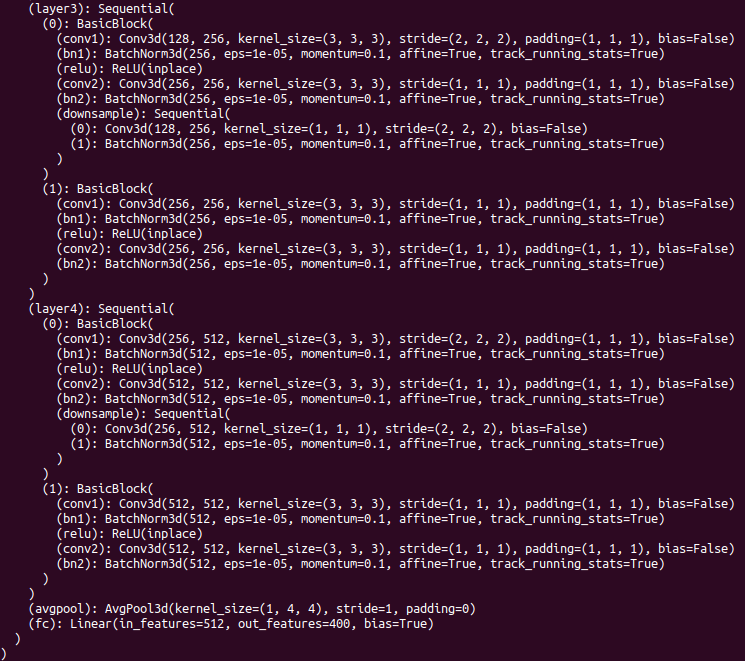 (layer3): Sequential(
(0): BasicBlock(
(conv1): Conv3d(128, 256, kernel_size=(3, 3, 3), stride=(2, 2, 2), padding=(1, 1, 1), bias=False)
(bn1): BatchNorm3d(256, eps=1e-05, momentum=0.1, affine=True, track_running_stats=True)
(relu): ReLU(inplace)
(conv2): Conv3d(256, 256, kernel_size=(3, 3, 3), stride=(1, 1, 1), padding=(1, 1, 1), bias=False)
(bn2): BatchNorm3d(256, eps=1e-05, momentum=0.1, affine=True, track_running_stats=True)
(downsample): Sequential(
(0): Conv3d(128, 256, kernel_size=(1, 1, 1), stride=(2, 2, 2), bias=False)
(1): BatchNorm3d(256, eps=1e-05, momentum=0.1, affine=True, track_running_stats=True)
)
)
(1): BasicBlock(
(conv1): Conv3d(256, 256, kernel_size=(3, 3, 3), stride=(1, 1, 1), padding=(1, 1, 1), bias=False)
(bn1): BatchNorm3d(256, eps=1e-05, momentum=0.1, affine=True, track_running_stats=True)
(relu): ReLU(inplace)
(conv2): Conv3d(256, 256, kernel_size=(3, 3, 3), stride=(1, 1, 1), padding=(1, 1, 1), bias=False)
(bn2): BatchNorm3d(256, eps=1e-05, momentum=0.1, affine=True, track_running_stats=True)
)
)
(layer4): Sequential(
(0): BasicBlock(
(conv1): Conv3d(256, 512, kernel_size=(3, 3, 3), stride=(2, 2, 2), padding=(1, 1, 1), bias=False)
(bn1): BatchNorm3d(512, eps=1e-05, momentum=0.1, affine=True, track_running_stats=True)
(relu): ReLU(inplace)
(conv2): Conv3d(512, 512, kernel_size=(3, 3, 3), stride=(1, 1, 1), padding=(1, 1, 1), bias=False)
(bn2): BatchNorm3d(512, eps=1e-05, momentum=0.1, affine=True, track_running_stats=True)
(downsample): Sequential(
(0): Conv3d(256, 512, kernel_size=(1, 1, 1), stride=(2, 2, 2), bias=False)
(1): BatchNorm3d(512, eps=1e-05, momentum=0.1, affine=True, track_running_stats=True)
)
)
(1): BasicBlock(
(conv1): Conv3d(512, 512, kernel_size=(3, 3, 3), stride=(1, 1, 1), padding=(1, 1, 1), bias=False)
(bn1): BatchNorm3d(512, eps=1e-05, momentum=0.1, affine=True, track_running_stats=True)
(relu): ReLU(inplace)
(conv2): Conv3d(512, 512, kernel_size=(3, 3, 3), stride=(1, 1, 1), padding=(1, 1, 1), bias=False)
(bn2): BatchNorm3d(512, eps=1e-05, momentum=0.1, affine=True, track_running_stats=True)
)
)
(avgpool): AvgPool3d(kernel_size=(1, 4, 4), stride=1, padding=0)
(fc): Linear(in_features=512, out_features=400, bias=True)
)
)